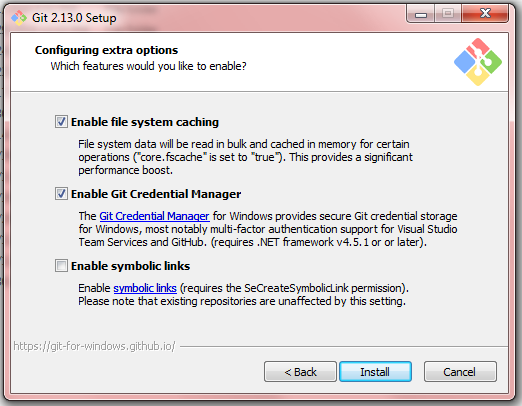 Git 2.13.0 Setup
Configuring extra options
Which features would you like to enable?
Enable file system caching
File system data will be read in bulk and cached in memory for certain
operations ("core.fscache" is set to "true"). This provides a significant
performance boost.
Enable Git Credential Manager
The Git Credential Manager for Windows provides secure Git credential storage
for Windows, most notably multi-factor authentication support for Visual Studio
Team Services and GitHub. (requires .NET framework v4.5.1 or or later).
Enable symbolic links
Enable symbolic links (requires the SeCreateSymbolicLink permission).
Please note that existing repositories are unaffected by this setting.
https://git-for-windows.github.io/
< Back
Install
Cancel